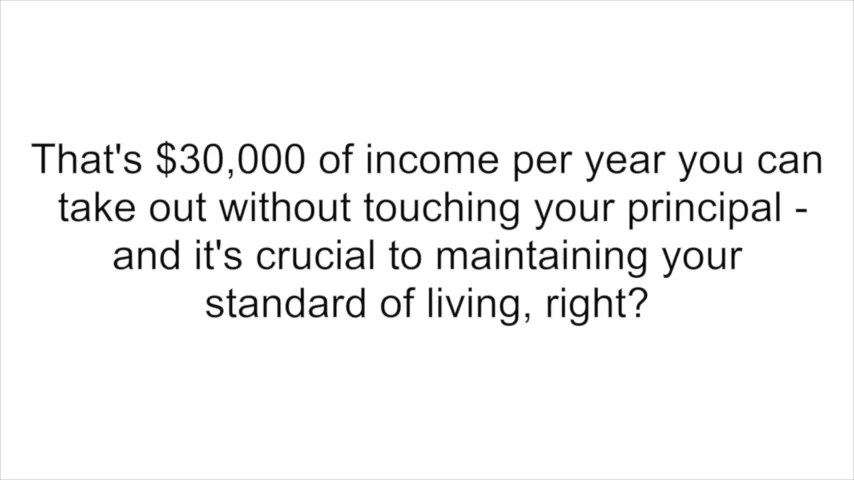 That's $30,000 of income per year you can
take out without touching your principal -
and it's crucial to maintaining your
standard of living, right?